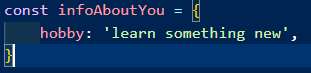 const infoAboutYou = {
    hobby: 'learn something new',
}